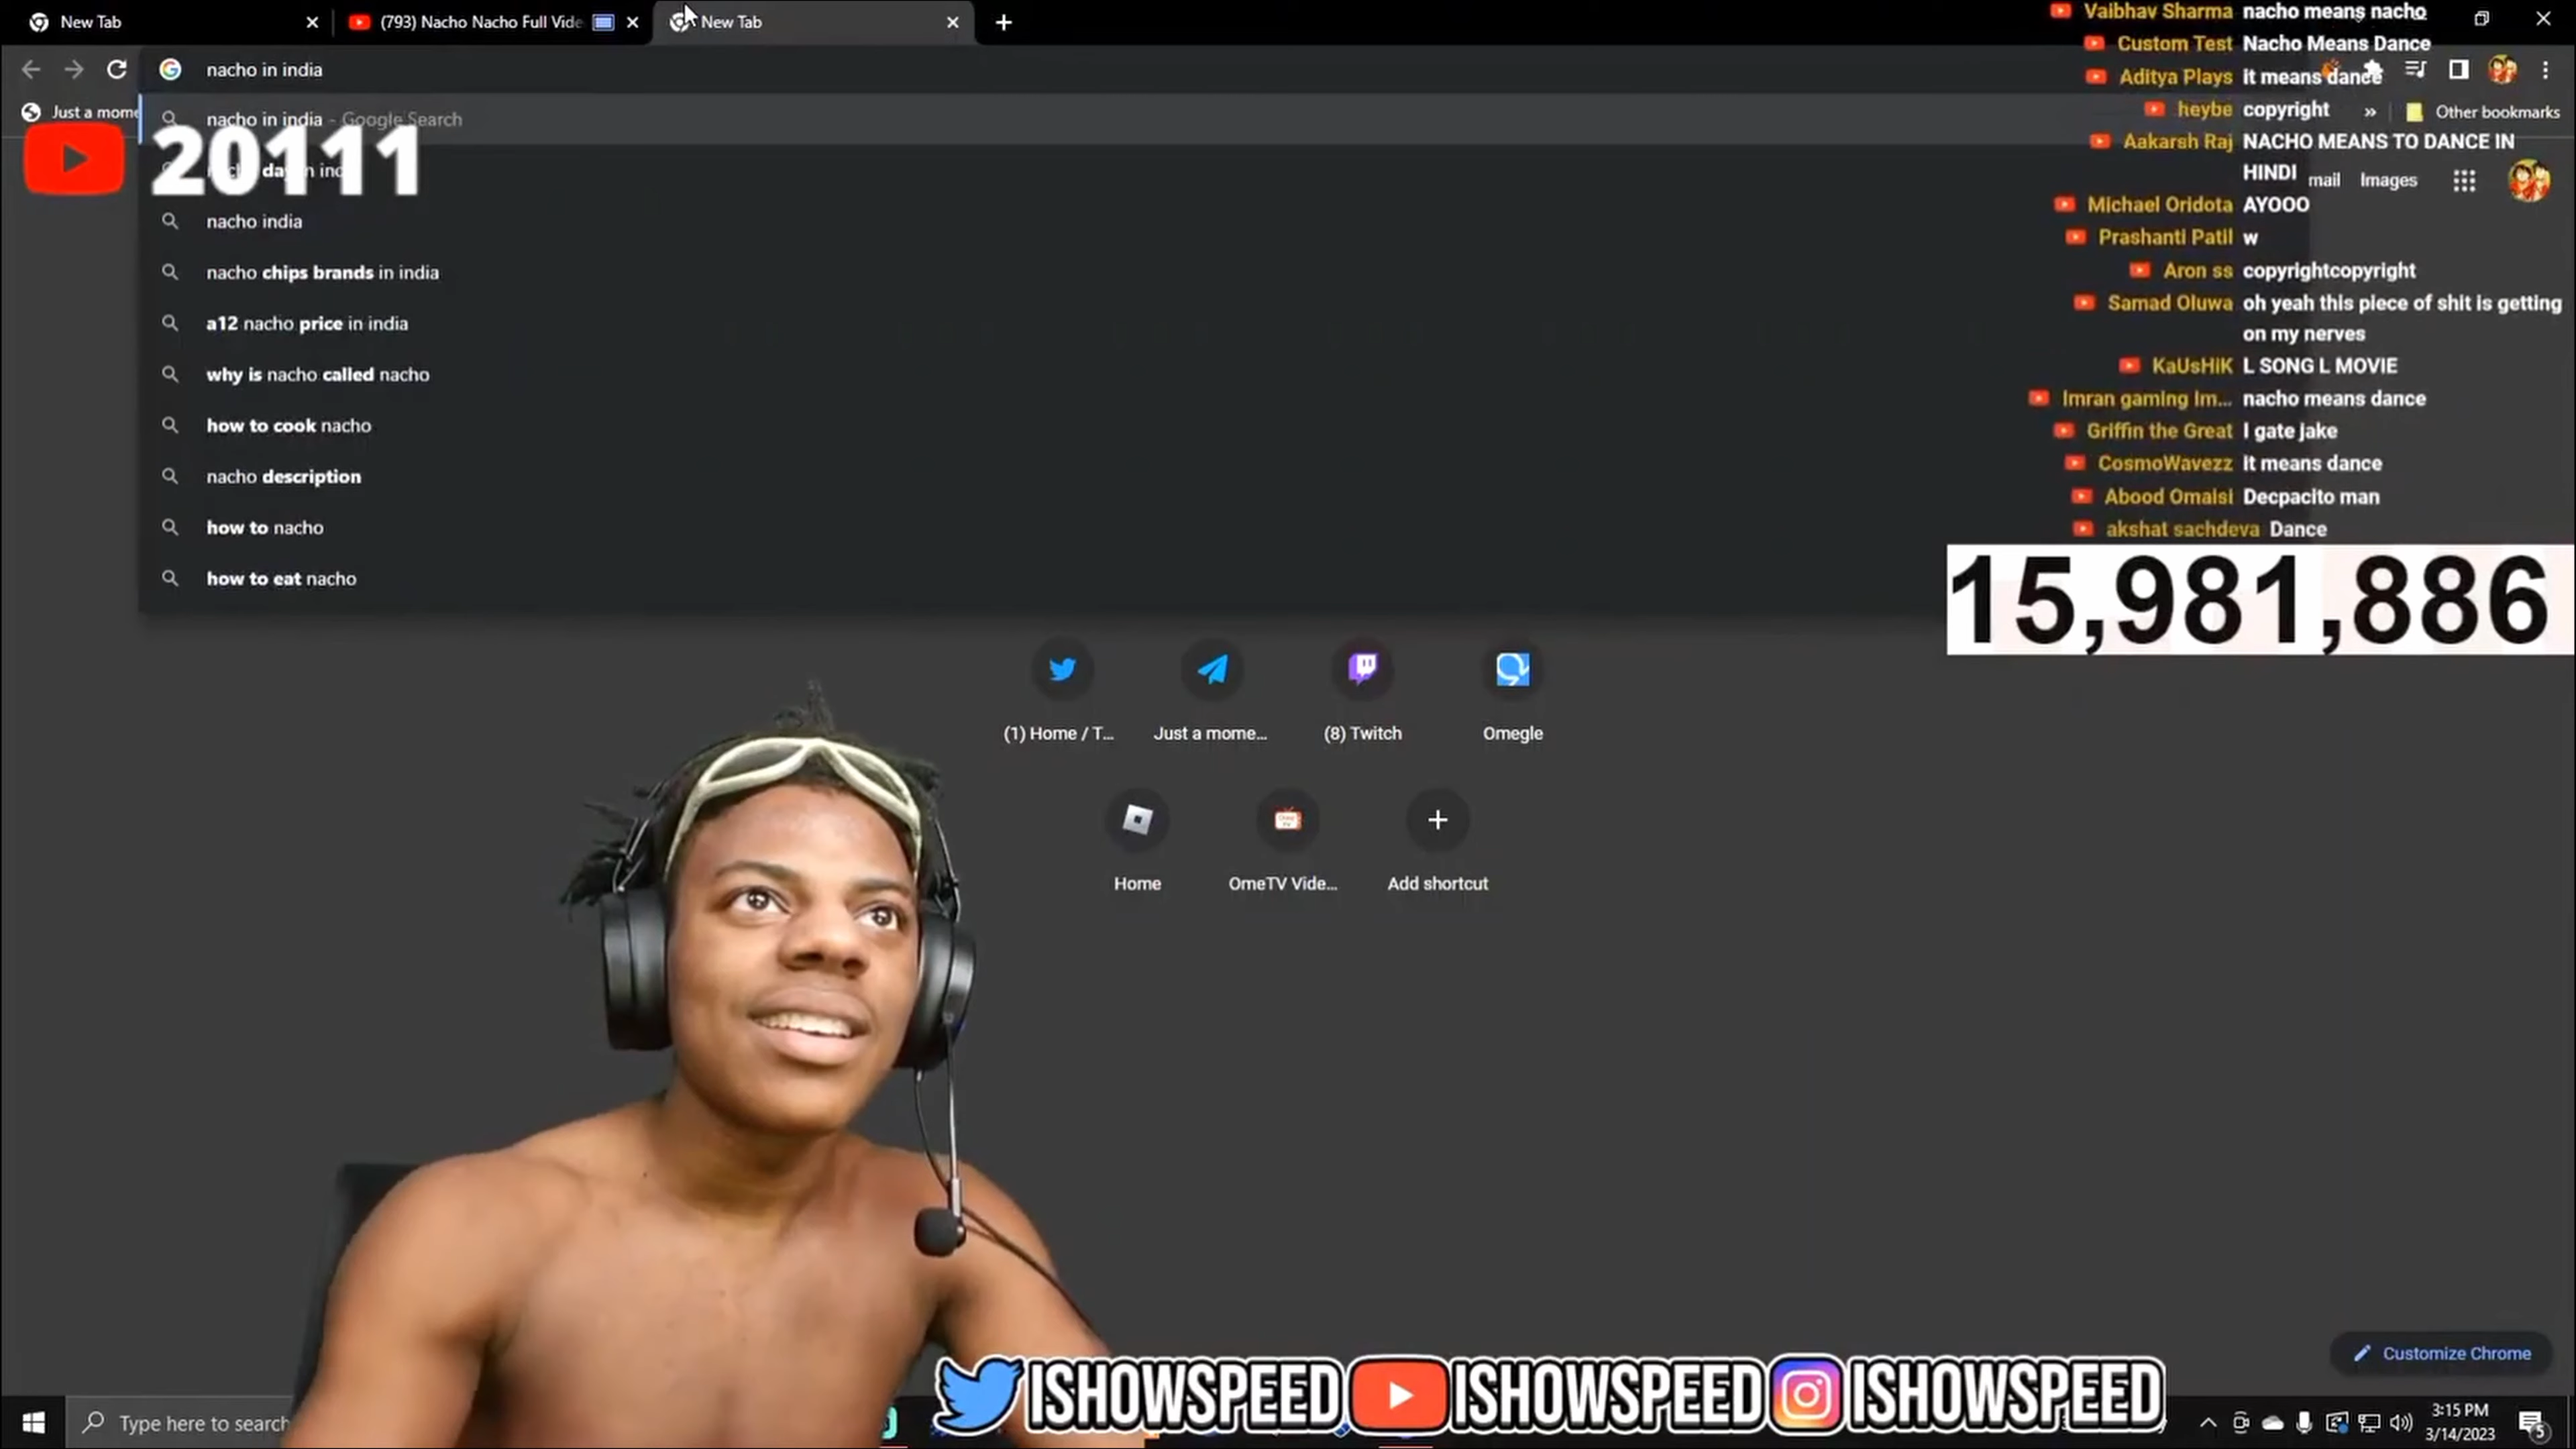 New Tab
(793) Nacho Nacho Full Vide
New Tab
nacho in india
Just a mome
Other bookmarks
nacho in india - Google Search
20111
day in ind
mail Images
nacho india
nacho chips brands in india
a12 nacho price in india
why is nacho called nacho
how to cook nacho
nacho description
how to nacho
how to eat nacho
Vaibhav Sharma nacho means nacho
Custom Test Nacho Means Dance
Aditya Plays it means dance
heybe copyright
Aakarsh Raj NACHO MEANS TO DANCE IN
HINDI
Michael Oridota AYOOO
Prashanti Patil w
Aron ss copyrightcopyright
Samad Oluwa oh yeah this piece of shit is getting
on my nerves
KaUsHiK L SONG L MOVIE
Imran gaming Im... nacho means dance
Griffin the Great I gate jake
CosmoWavezz It means dance
Abood Omalsi Decpacito man
akshat sachdeva Dance
15,981,886
(1) Home / T...
Just a mome...
(8) Twitch
Omegle
Home
OmeTV Vide...
Add shortcut
Customize Chrome
ISHOWSPEED ISHOWSPEED ISHOWSPEED
Type here to search
3:15 PM
3/14/2023
5